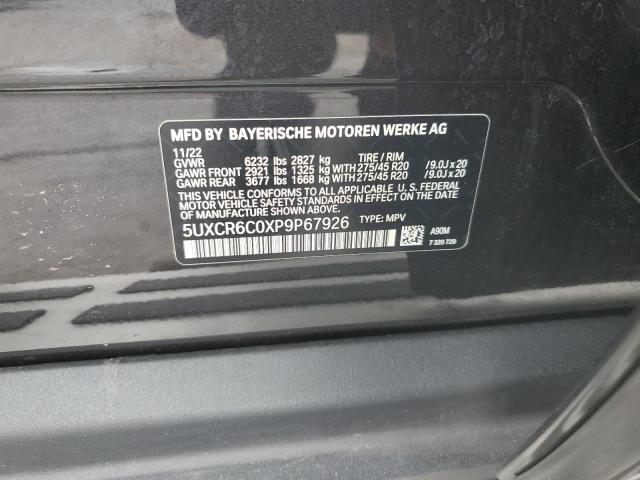 MFD BY BAYERISCHE MOTOREN WERKE AG
11/22
GVWR 6232 lbs 2827 kg TIRE / RIM
GAWR FRONT 2921 lbs 1325 kg WITH 275/45 R20 /9.0J x 20
GAWR REAR 3677 lbs 1668 kg WITH 275/45 R20 /9.0J x 20
THIS VEHICLE CONFORMS TO ALL APPLICABLE U.S. FEDERAL
MOTOR VEHICLE SAFETY STANDARDS IN EFFECT ON THE
DATE OF MANUFACTURE SHOWN ABOVE.
5UXCR6C0XP9P67926 TYPE: MPV
A90M
7 320 729